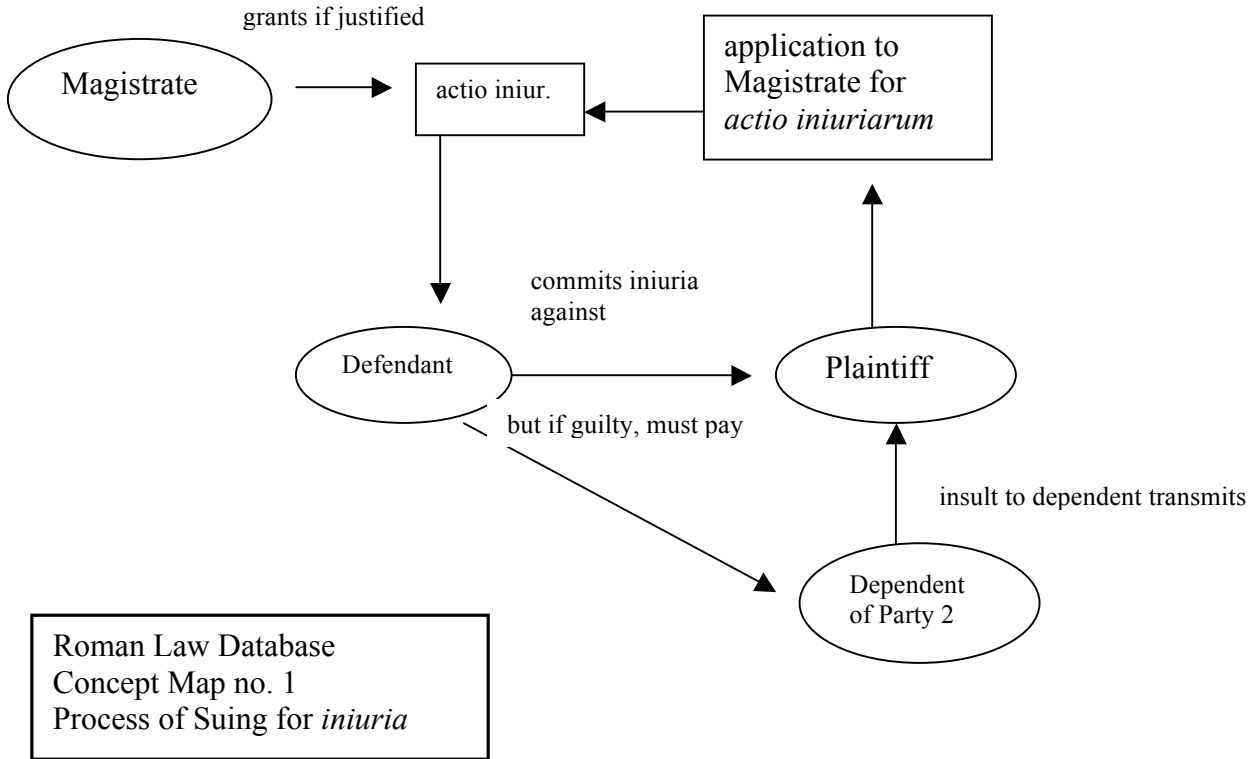 grants if justified
Magistrate
actio iniur.
application to
Magistrate for
actio iniuriarum
commits iniuria
against
Defendant
Plaintiff
but if guilty, must pay
insult to dependent transmits
Dependent
of Party 2
Roman Law Database
Concept Map no. 1
Process of Suing for iniuria